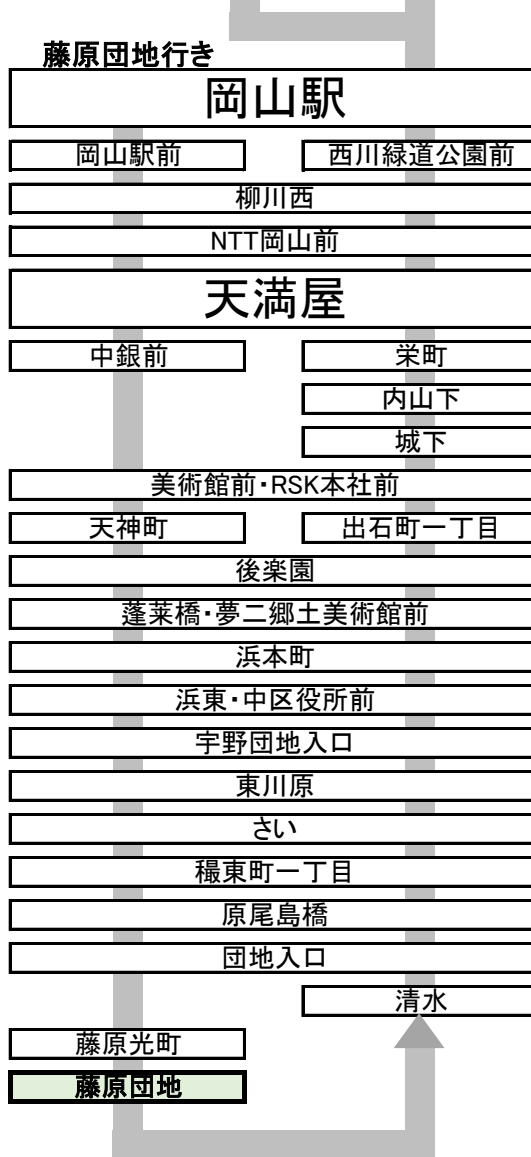 藤原団地行き
岡山駅
岡山駅前 西川緑道公園前
柳川西
NTT岡山前
天満屋
中銀前 栄町
内山下
城下
美術館前・RSK本社前
天神町 出石町一丁目
後楽園
蓬莱橋・夢二郷土美術館前
浜本町
浜東・中区役所前
宇野団地入口
東川原
さい
穝東町一丁目
原尾島橋
団地入口
清水
藤原光町
藤原団地